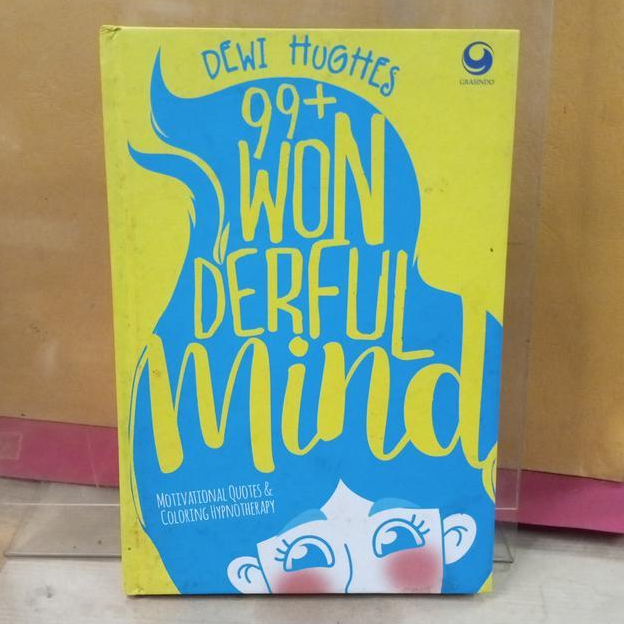 DEWI HUGHES
GRASINDO
99+
WON
DERFUL
Mind
MOTIVATIONAL QUOTES &
COLORING HYPNOTHERAPY